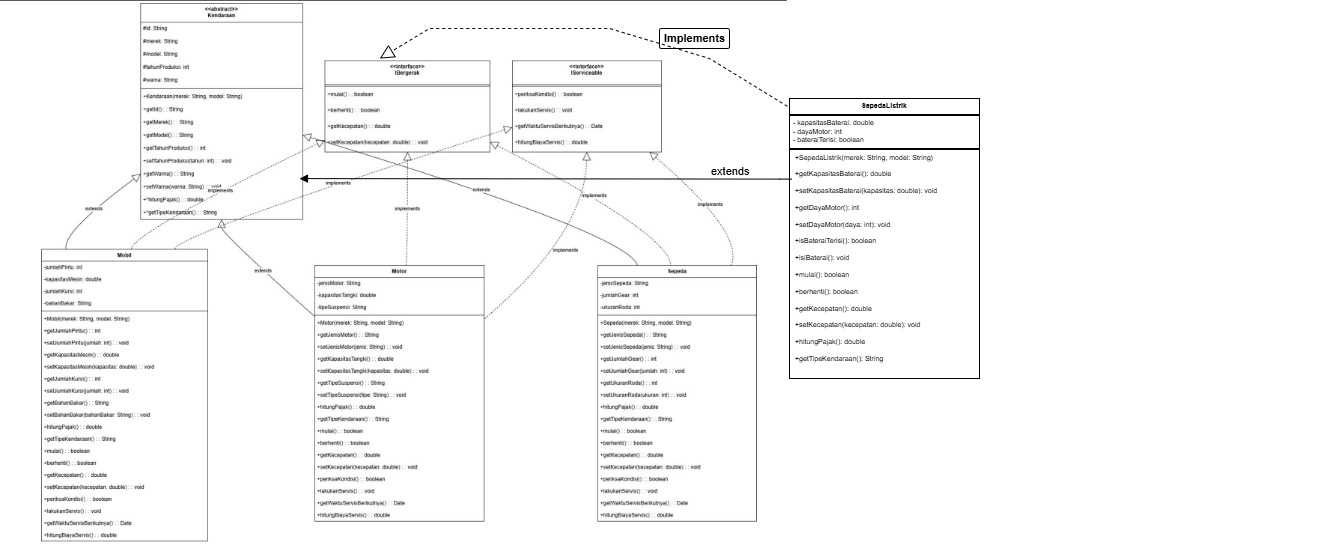 <<abstract>>
Kendaraan
#id: String
#merek: String
#model: String
#tahunProduksi: int
#warna: String
+Kendaraan(merek: String, model: String)
+getId() : : String
+getMerek() : : String
+getModel() : : String
+getTahunProduksi() : : int
+setTahunProduksi(tahun: int) : : void
+getWarna() : : String
+setWarna(warna: String) : : void
+*hitungPajak() : : double
+*getTipeKendaraan() : : String
<<interface>>
IBergerak
+mulai() : : boolean
+berhenti() : : boolean
+getKecepatan() : : double
+setKecepatan(kecepatan: double) : : void
<<interface>>
IServiceable
+periksaKondisi() : : boolean
+lakukanServis() : : void
+getWaktuServisBerikutnya() : : Date
+hitungBiayaServis() : : double
Implements
extends
extends
implements
implements
extends
implements
extends
implements
implements
implements
SepedaListrik
- kapasitasBaterai: double
- dayaMotor: int
- bateraiTerisi: boolean
+SepedaListrik(merek: String, model: String)
+getKapasitasBaterai(): double
+setKapasitasBaterai(kapasitas: double): void
+getDayaMotor(): int
+setDayaMotor(daya: int): void
+isBateraiTerisi(): boolean
+isiBaterai(): void
+mulai(): boolean
+berhenti(): boolean
+getKecepatan(): double
+setKecepatan(kecepatan: double): void
+hitungPajak(): double
+getTipeKendaraan(): String
Mobil
-jumlahPintu: int
-kapasitasMesin: double
-jumlahKursi: int
-bahanBakar: String
+Mobil(merek: String, model: String)
+getJumlahPintu() : : int
+setJumlahPintu(jumlah: int) : : void
+getKapasitasMesin() : : double
+setKapasitasMesin(kapasitas: double) : : void
+getJumlahKursi() : : int
+setJumlahKursi(jumlah: int) : : void
+getBahanBakar() : : String
+setBahanBakar(bahanBakar: String) : : void
+hitungPajak() : : double
+getTipeKendaraan() : : String
+mulai() : : boolean
+berhenti() : : boolean
+getKecepatan() : : double
+setKecepatan(kecepatan: double) : : void
+periksaKondisi() : : boolean
+lakukanServis() : : void
+getWaktuServisBerikutnya() : : Date
+hitungBiayaServis() : : double
Motor
-jenisMotor: String
-kapasitasTangki: double
-tipeSuspensi: String
+Motor(merek: String, model: String)
+getJenisMotor() : : String
+setJenisMotor(jenis: String) : : void
+getKapasitasTangki() : : double
+setKapasitasTangki(kapasitas: double) : : void
+getTipeSuspensi() : : String
+setTipeSuspensi(tipe: String) : : void
+hitungPajak() : : double
+getTipeKendaraan() : : String
+mulai() : : boolean
+berhenti() : : boolean
+getKecepatan() : : double
+setKecepatan(kecepatan: double) : : void
+periksaKondisi() : : boolean
+lakukanServis() : : void
+getWaktuServisBerikutnya() : : Date
+hitungBiayaServis() : : double
Sepeda
-jenisSepeda: String
-jumlahGear: int
-ukuranRoda: int
+Sepeda(merek: String, model: String)
+getJenisSepeda() : : String
+setJenisSepeda(jenis: String) : : void
+getJumlahGear() : : int
+setJumlahGear(jumlah: int) : : void
+getUkuranRoda() : : int
+setUkuranRoda(ukuran: int) : : void
+hitungPajak() : : double
+getTipeKendaraan() : : String
+mulai() : : boolean
+berhenti() : : boolean
+getKecepatan() : : double
+setKecepatan(kecepatan: double) : : void
+periksaKondisi() : : boolean
+lakukanServis() : : void
+getWaktuServisBerikutnya() : : Date
+hitungBiayaServis() : : double